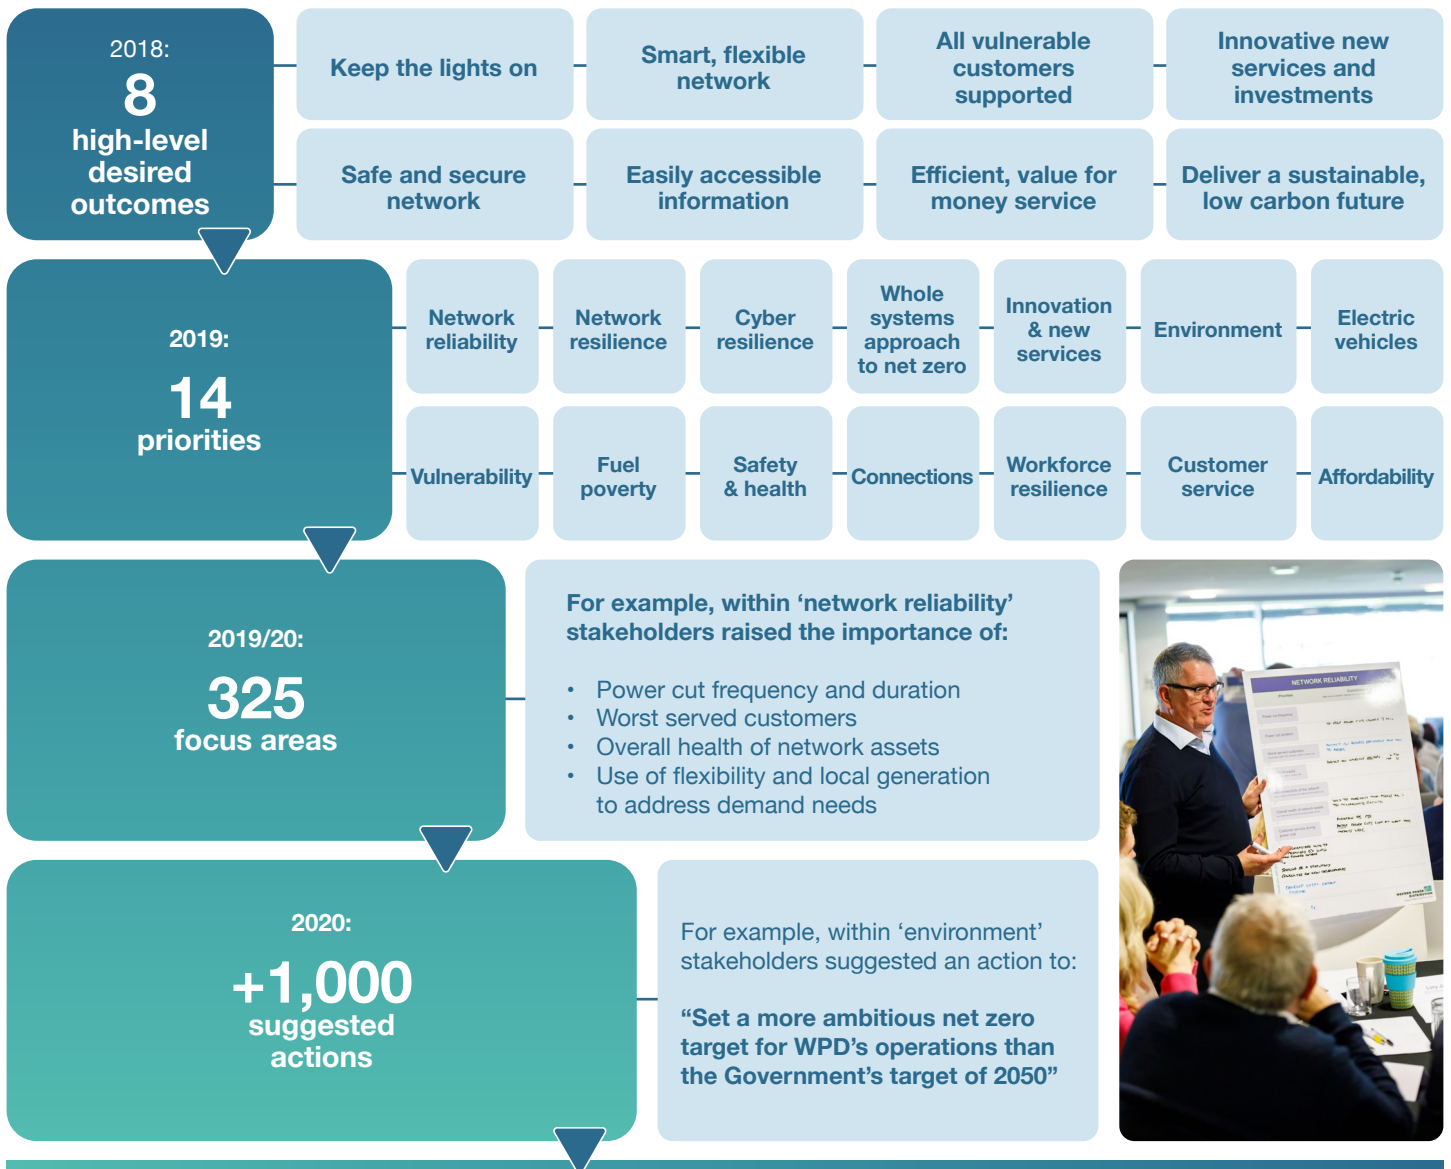 2018:
8
high-level
desired
outcomes
Keep the lights on
Smart, flexible
network
All vulnerable
customers
supported
Innovative new
services and
investments
Safe and secure
network
Easily accessible
information
Efficient, value for
money service
Deliver a sustainable,
low carbon future
2019:
14
priorities
Network
reliability
Network
resilience
Cyber
resilience
Whole
systems
approach
to net zero
Innovation
& new
services
Environment
Electric
vehicles
Vulnerability
Fuel
poverty
Safety
& health
Connections
Workforce
resilience
Customer
service
Affordability
2019/20:
325
focus areas
For example, within ‘network reliability’
stakeholders raised the importance of:
• Power cut frequency and duration
• Worst served customers
• Overall health of network assets
• Use of flexibility and local generation
to address demand needs
NETWORK RELIABILITY
2020:
+1,000
suggested
actions
For example, within ‘environment’
stakeholders suggested an action to:
“Set a more ambitious net zero
target for WPD’s operations than
the Government’s target of 2050”